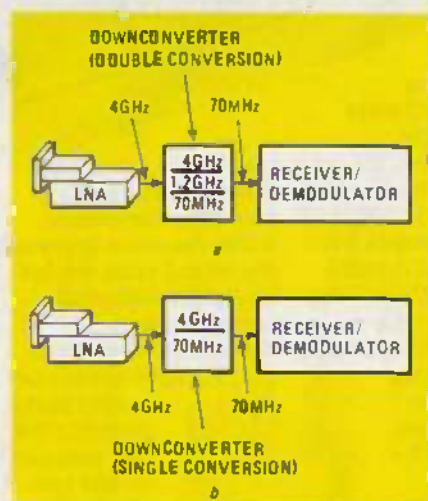 DOWNCONVERTER
(DOUBLE CONVERSION)
4GHz
70MHz
LNA
4GHz
1.2GHz
70MHz
RECEIVER/
DEMODULATOR
a
LNA
4GHz
70MHz
RECEIVER/
DEMODULATOR
4GHz
70MHz
DOWNCONVERTER
(SINGLE CONVERSION)
b